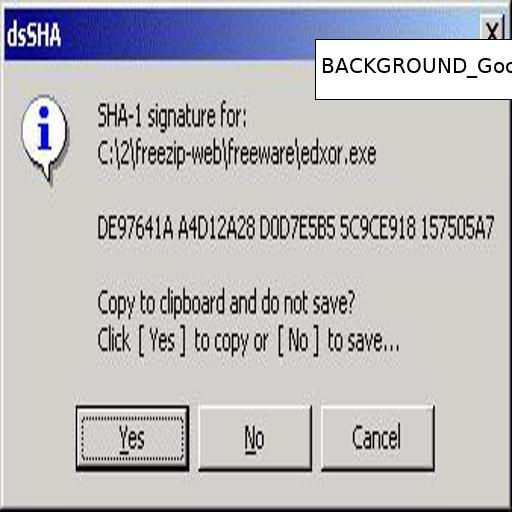 dsSHA
BACKGROUND_Goo
SHA-1 signature for:
C:\2\freezip-web\freeware\edxor.exe
DE97641A A4D12A28 D0D7E5B5 5C9CE918 157505A7
Copy to clipboard and do not save?
Click [ Yes ] to copy or [ No ] to save...
Yes
No
Cancel